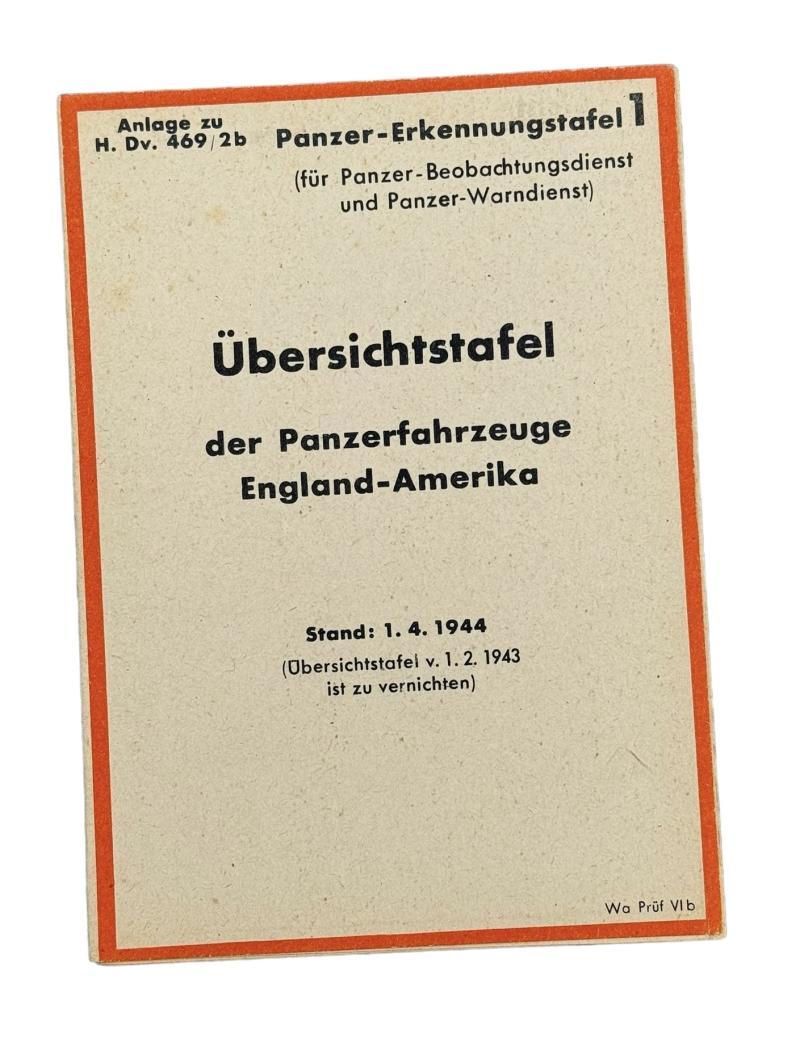 Anlage zu
H. Dv. 469/2b
Panzer-Erkennungstafel 1
(für Panzer-Beobachtungsdienst
und Panzer-Warndienst)
Übersichtstafel
der Panzerfahrzeuge
England-Amerika
Stand: 1. 4. 1944
(Übersichtstafel v. 1. 2. 1943
ist zu vernichten)
Wa Prüf VIb